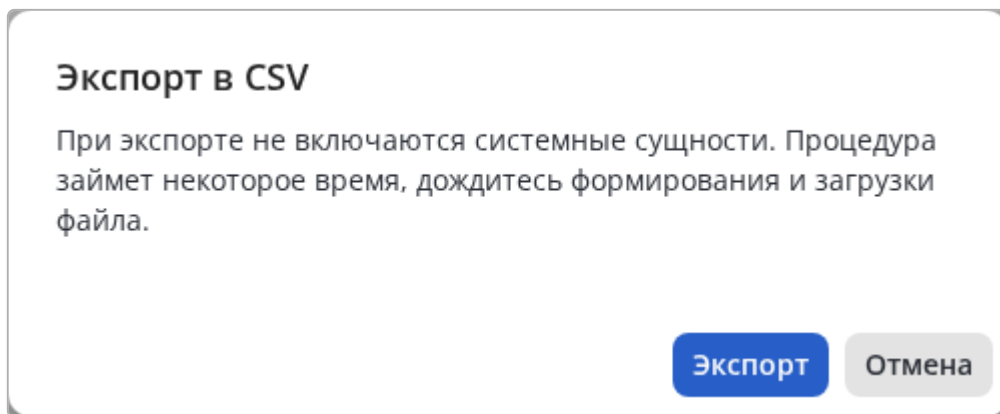 Экспорт в CSV
При экспорте не включаются системные сущности. Процедура
займет некоторое время, дождитесь формирования и загрузки
файла.
Экспорт
Отмена